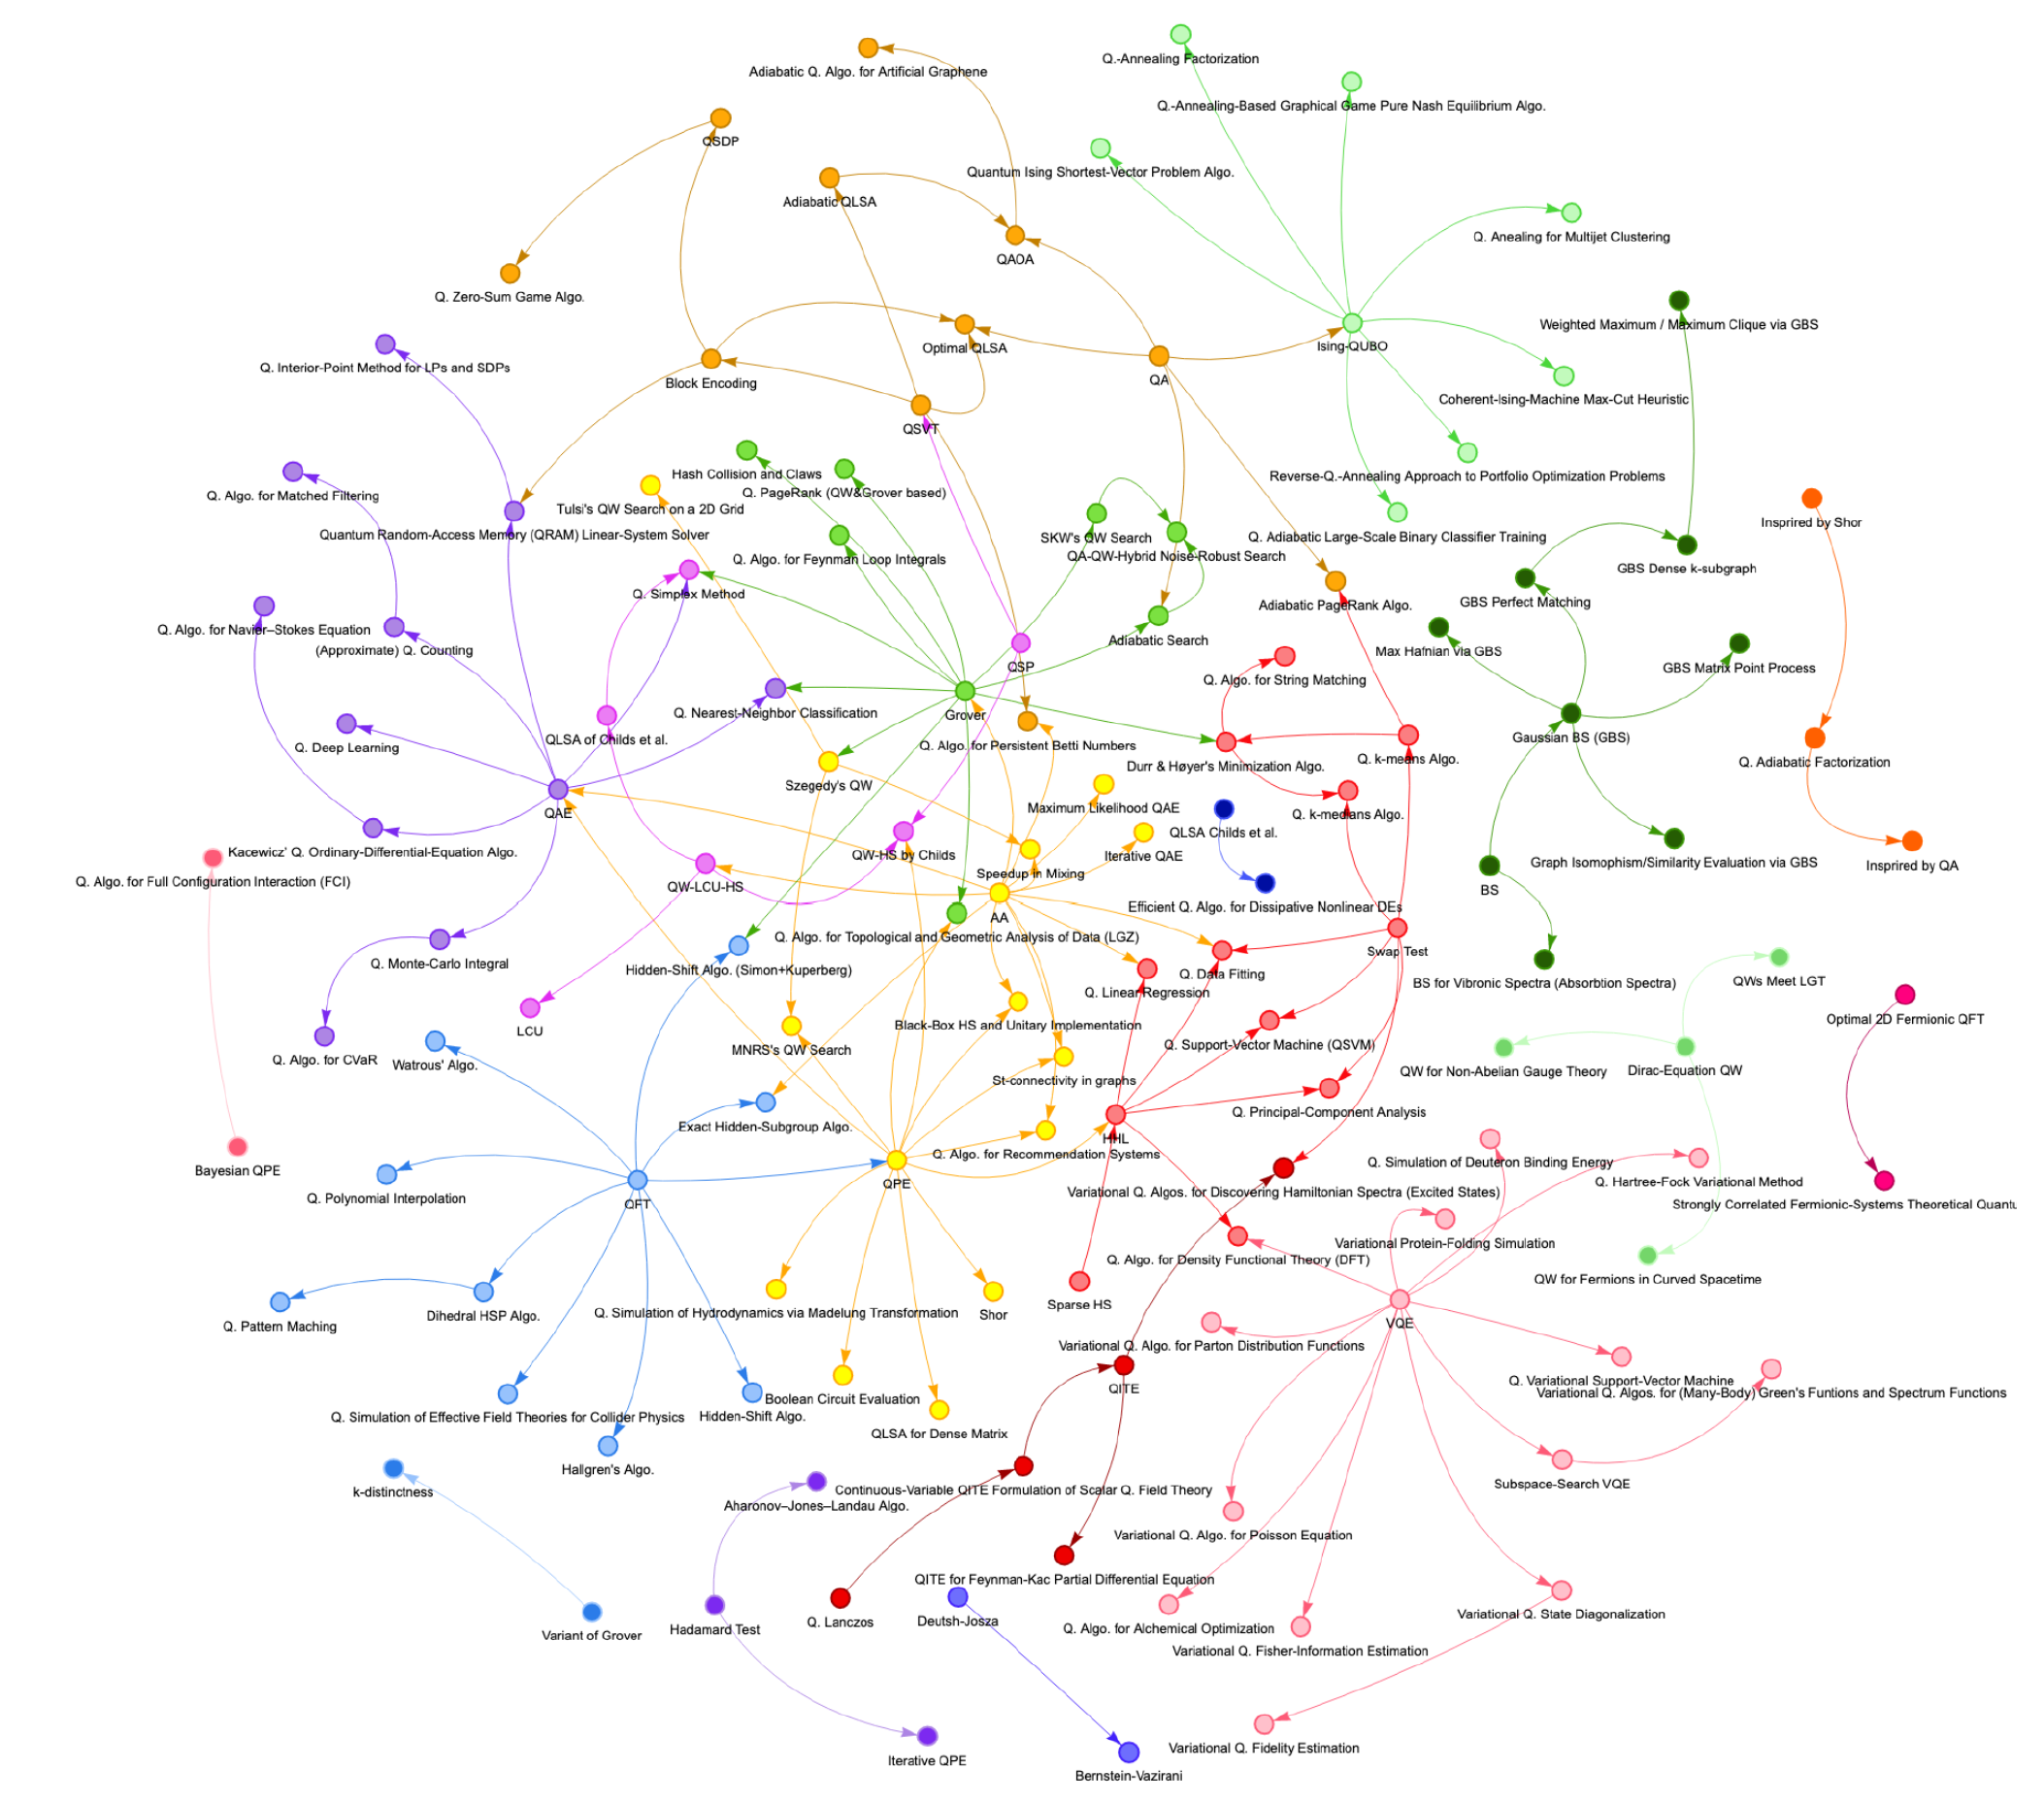 Q.-Annealing Factorization
Adiabatic Q. Algo. for Artificial Graphene
Q.-Annealing-Based Graphical Game Pure Nash Equilibrium Algo.
QSDP
Quantum Ising Shortest-Vector Problem Algo.
Adiabatic QLSA
Q. Anealing for Multijet Clustering
QAOA
Q. Zero-Sum Game Algo.
Weighted Maximum / Maximum Clique via GBS
Optimal QLSA
Ising-QUBO
Q. Interior-Point Method for LPs and SDPs
Block Encoding
QA
Coherent-Ising-Machine Max-Cut Heuristic
QSVT
Hash Collision and Claws
Reverse-Q.-Annealing Approach to Portfolio Optimization Problems
Q. Algo. for Matched Filtering
Q. PageRank (QW&Grover based)
Tulsi's QW Search on a 2D Grid
Insprired by Shor
Quantum Random-Access Memory (QRAM) Linear-System Solver
SKW's QW Search
Q. Adiabatic Large-Scale Binary Classifier Training
Q. Algo. for Feynman Loop Integrals
QA-QW-Hybrid Noise-Robust Search
GBS Dense k-subgraph
Q. Simplex Method
Adiabatic PageRank Algo.
GBS Perfect Matching
Q. Algo. for Navier–Stokes Equation
(Approximate) Q. Counting
Adiabatic Search
Max Hafnian via GBS
QSP
GBS Matrix Point Process
Q. Algo. for String Matching
Q. Nearest-Neighbor Classification
Grover
Q. Deep Learning
QLSA of Childs et al.
Q. Algo. for Persistent Betti Numbers
Gaussian BS (GBS)
Q. k-means Algo.
Durr & Høyer's Minimization Algo.
Q. Adiabatic Factorization
Szegedy's QW
QAE
Maximum Likelihood QAE
Q. k-medians Algo.
QLSA Childs et al.
Kacewicz' Q. Ordinary-Differential-Equation Algo.
QW-HS by Childs
Iterative QAE
Graph Isomophism/Similarity Evaluation via GBS
Insprired by QA
Q. Algo. for Full Configuration Interaction (FCI)
Speedup in Mixing
QW-LCU-HS
BS
AA
Efficient Q. Algo. for Dissipative Nonlinear DEs
Q. Algo. for Topological and Geometric Analysis of Data (LGZ)
Swap Test
Q. Monte-Carlo Integral
Hidden-Shift Algo. (Simon+Kuperberg)
Q. Data Fitting
BS for Vibronic Spectra (Absorbtion Spectra)
QWs Meet LGT
Q. Linear Regression
LCU
Black-Box HS and Unitary Implementation
Optimal 2D Fermionic QFT
Q. Algo. for CVaR
Watrous' Algo.
MNRS's QW Search
Q. Support-Vector Machine (QSVM)
QW for Non-Abelian Gauge Theory
Dirac-Equation QW
St-connectivity in graphs
Q. Principal-Component Analysis
Exact Hidden-Subgroup Algo.
HHL
Q. Algo. for Recommendation Systems
Q. Simulation of Deuteron Binding Energy
Bayesian QPE
QPE
Q. Hartree-Fock Variational Method
Q. Polynomial Interpolation
Variational Q. Algos. for Discovering Hamiltonian Spectra (Excited States)
QFT
Strongly Correlated Fermionic-Systems Theoretical Quantu
Variational Protein-Folding Simulation
Q. Algo. for Density Functional Theory (DFT)
QW for Fermions in Curved Spacetime
Sparse HS
Q. Simulation of Hydrodynamics via Madelung Transformation
Shor
Dihedral HSP Algo.
Q. Pattern Maching
VQE
Variational Q. Algo. for Parton Distribution Functions
Q. Variational Support-Vector Machine
QITE
Variational Q. Algos. for (Many-Body) Green's Funtions and Spectrum Functions
Boolean Circuit Evaluation
Q. Simulation of Effective Field Theories for Collider Physics
Hidden-Shift Algo.
QLSA for Dense Matrix
Hallgren's Algo.
Subspace-Search VQE
k-distinctness
Continuous-Variable QITE Formulation of Scalar Q. Field Theory
Aharonov–Jones–Landau Algo.
Variational Q. Algo. for Poisson Equation
QITE for Feynman-Kac Partial Differential Equation
Variational Q. State Diagonalization
Deutsh-Josza
Q. Lanczos
Hadamard Test
Variant of Grover
Q. Algo. for Alchemical Optimization
Variational Q. Fisher-Information Estimation
Variational Q. Fidelity Estimation
Iterative QPE
Bernstein-Vazirani